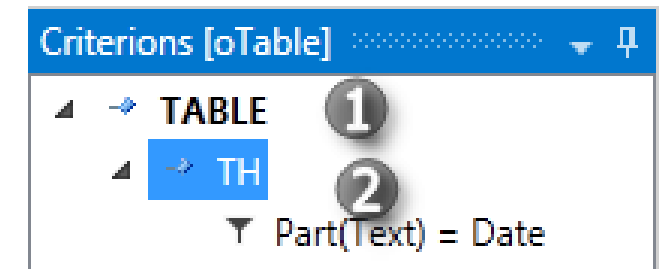 Criterions [oTable]
TABLE 1
TH 2
Part(Text) = Date